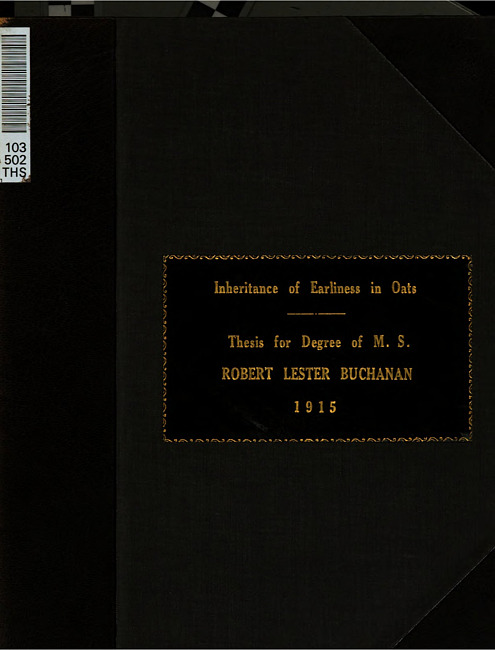 103
502
THS
Inheritance of Earliness in Oats
Thesis for Degree of M. S.
ROBERT LESTER BUCHANAN
1915